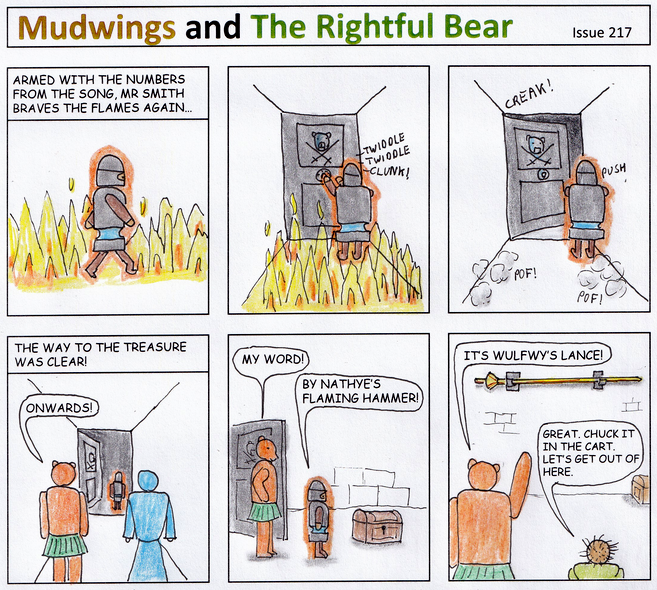 Mudwings and The Rightful Bear
Issue 217
ARMED WITH THE NUMBERS
FROM THE SONG, MR SMITH
BRAVES THE FLAMES AGAIN...
TWIDDLE
TWIDDLE
CLUNK!
CREAK!
PUSH
POF!
POF!
THE WAY TO THE TREASURE
WAS CLEAR!
ONWARDS!
MY WORD!
BY NATHYE'S
FLAMING HAMMER!
IT'S WULFWY'S LANCE!
GREAT. CHUCK IT
IN THE CART.
LET'S GET OUT OF
HERE.